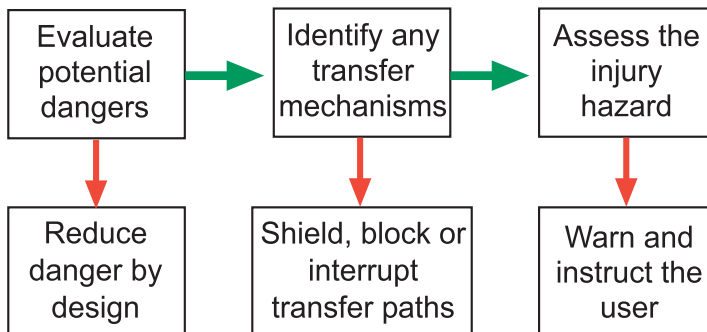 Evaluate
potential
dangers
Identify any
transfer
mechanisms
Assess the
injury
hazard
Reduce
danger by
design
Shield, block or
interrupt
transfer paths
Warn and
instruct the
user